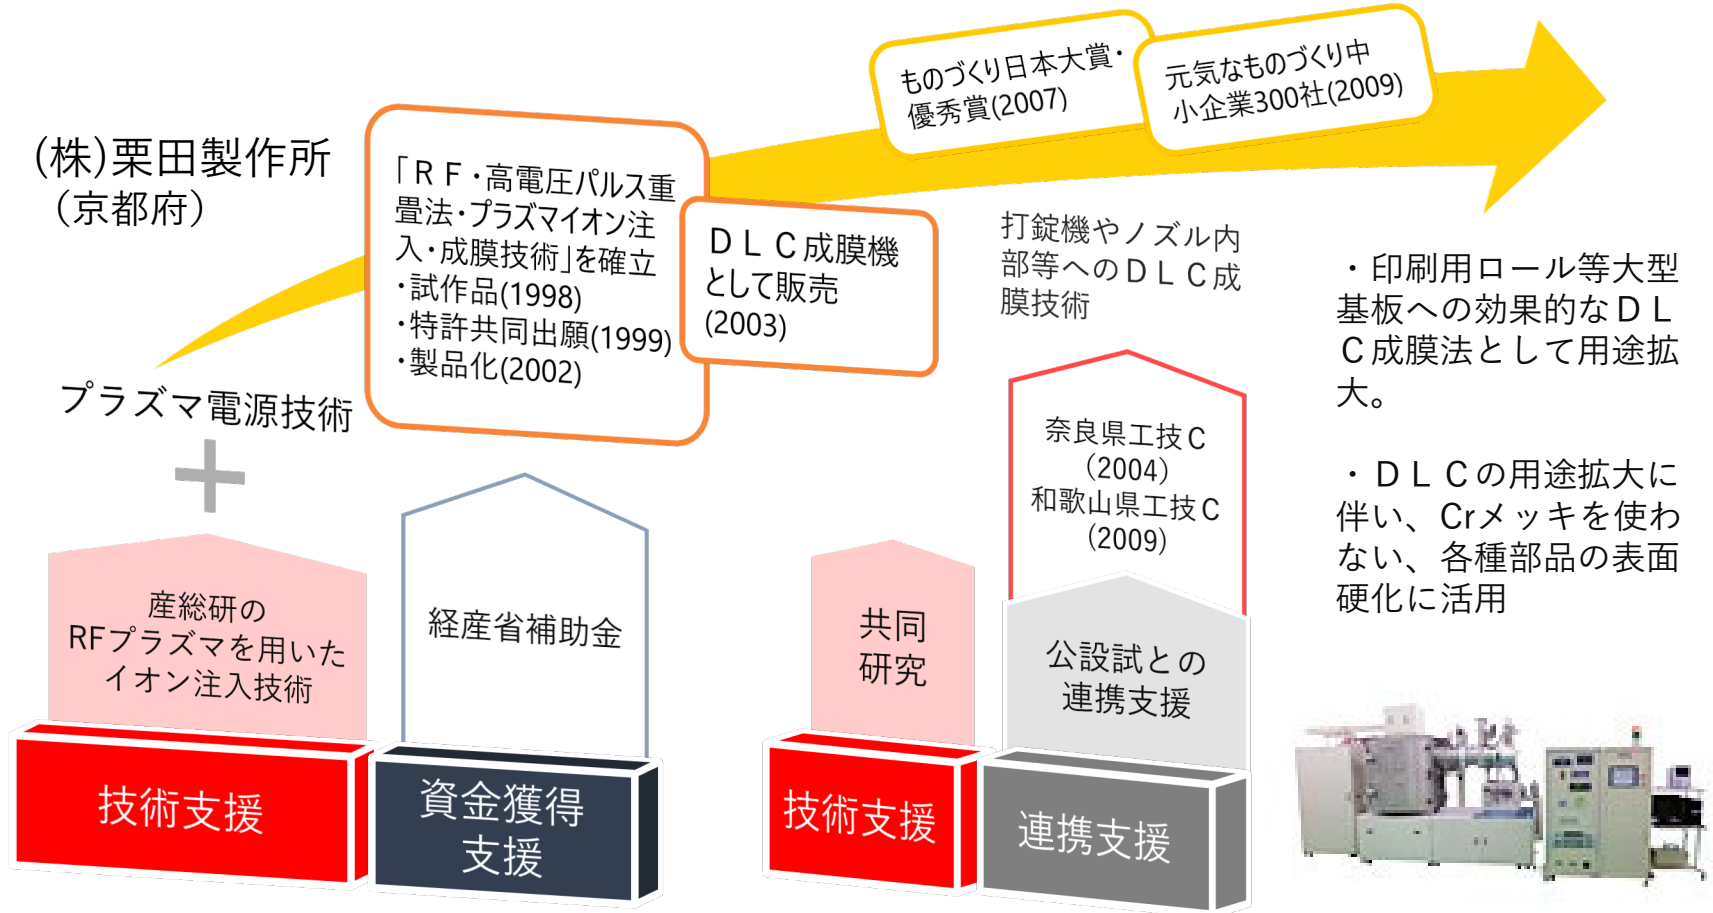 (株)栗田製作所
（京都府）
ものづくり日本大賞・
優秀賞(2007)
元気なものづくり中
小企業300社(2009)
「ＲＦ・高電圧パルス重
畳法・プラズマイオン注
入・成膜技術」を確立
・試作品(1998)
・特許共同出願(1999)
・製品化(2002)
ＤＬＣ成膜機
として販売
(2003)
打錠機やノズル内
部等へのＤＬＣ成
膜技術
・印刷用ロール等大型
基板への効果的なＤＬ
Ｃ成膜法として用途拡
大。
・ＤＬＣの用途拡大に
伴い、Crメッキを使わ
ない、各種部品の表面
硬化に活用
プラズマ電源技術
+
産総研の
RFプラズマを用いた
イオン注入技術
技術支援
経産省補助金
資金獲得
支援
共同
研究
技術支援
奈良県工技Ｃ
（2004）
和歌山県工技Ｃ
（2009）
公設試との
連携支援
連携支援